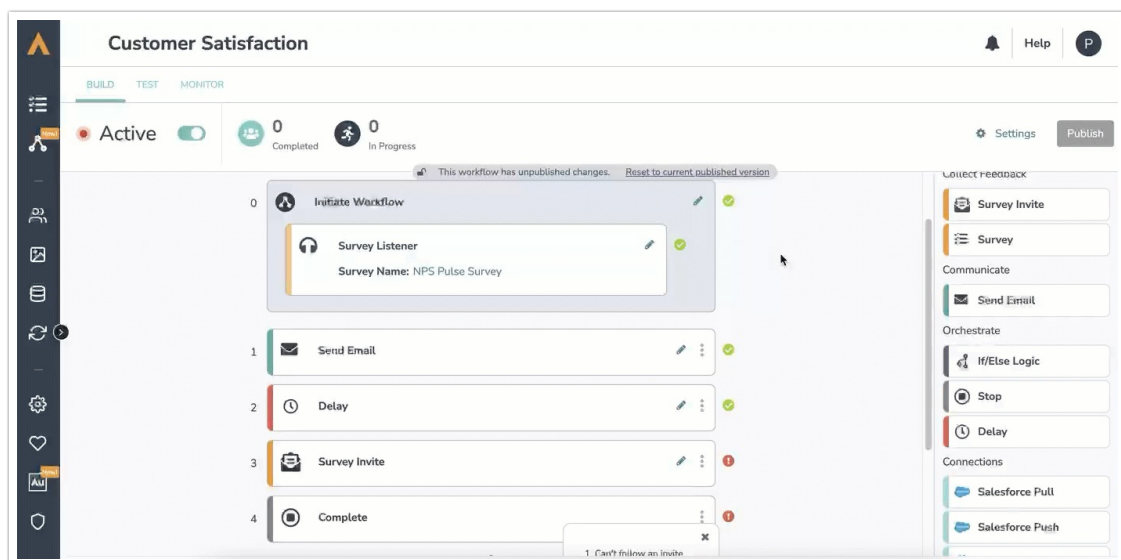 Customer Satisfaction
Help
P
BUILD TEST MONITOR
Active
0
Completed
0
In Progress
Settings
Publish
This workflow has unpublished changes. Reset to current published version
0 Initiate Workflow
Survey Listener
Survey Name: NPS Pulse Survey
1 Send Email
2 Delay
3 Survey Invite
4 Complete
1. Can't follow an invite
Collect Feedback
Survey Invite
Survey
Communicate
Send Email
Orchestrate
If/Else Logic
Stop
Delay
Connections
Salesforce Pull
Salesforce Push
New!
Au